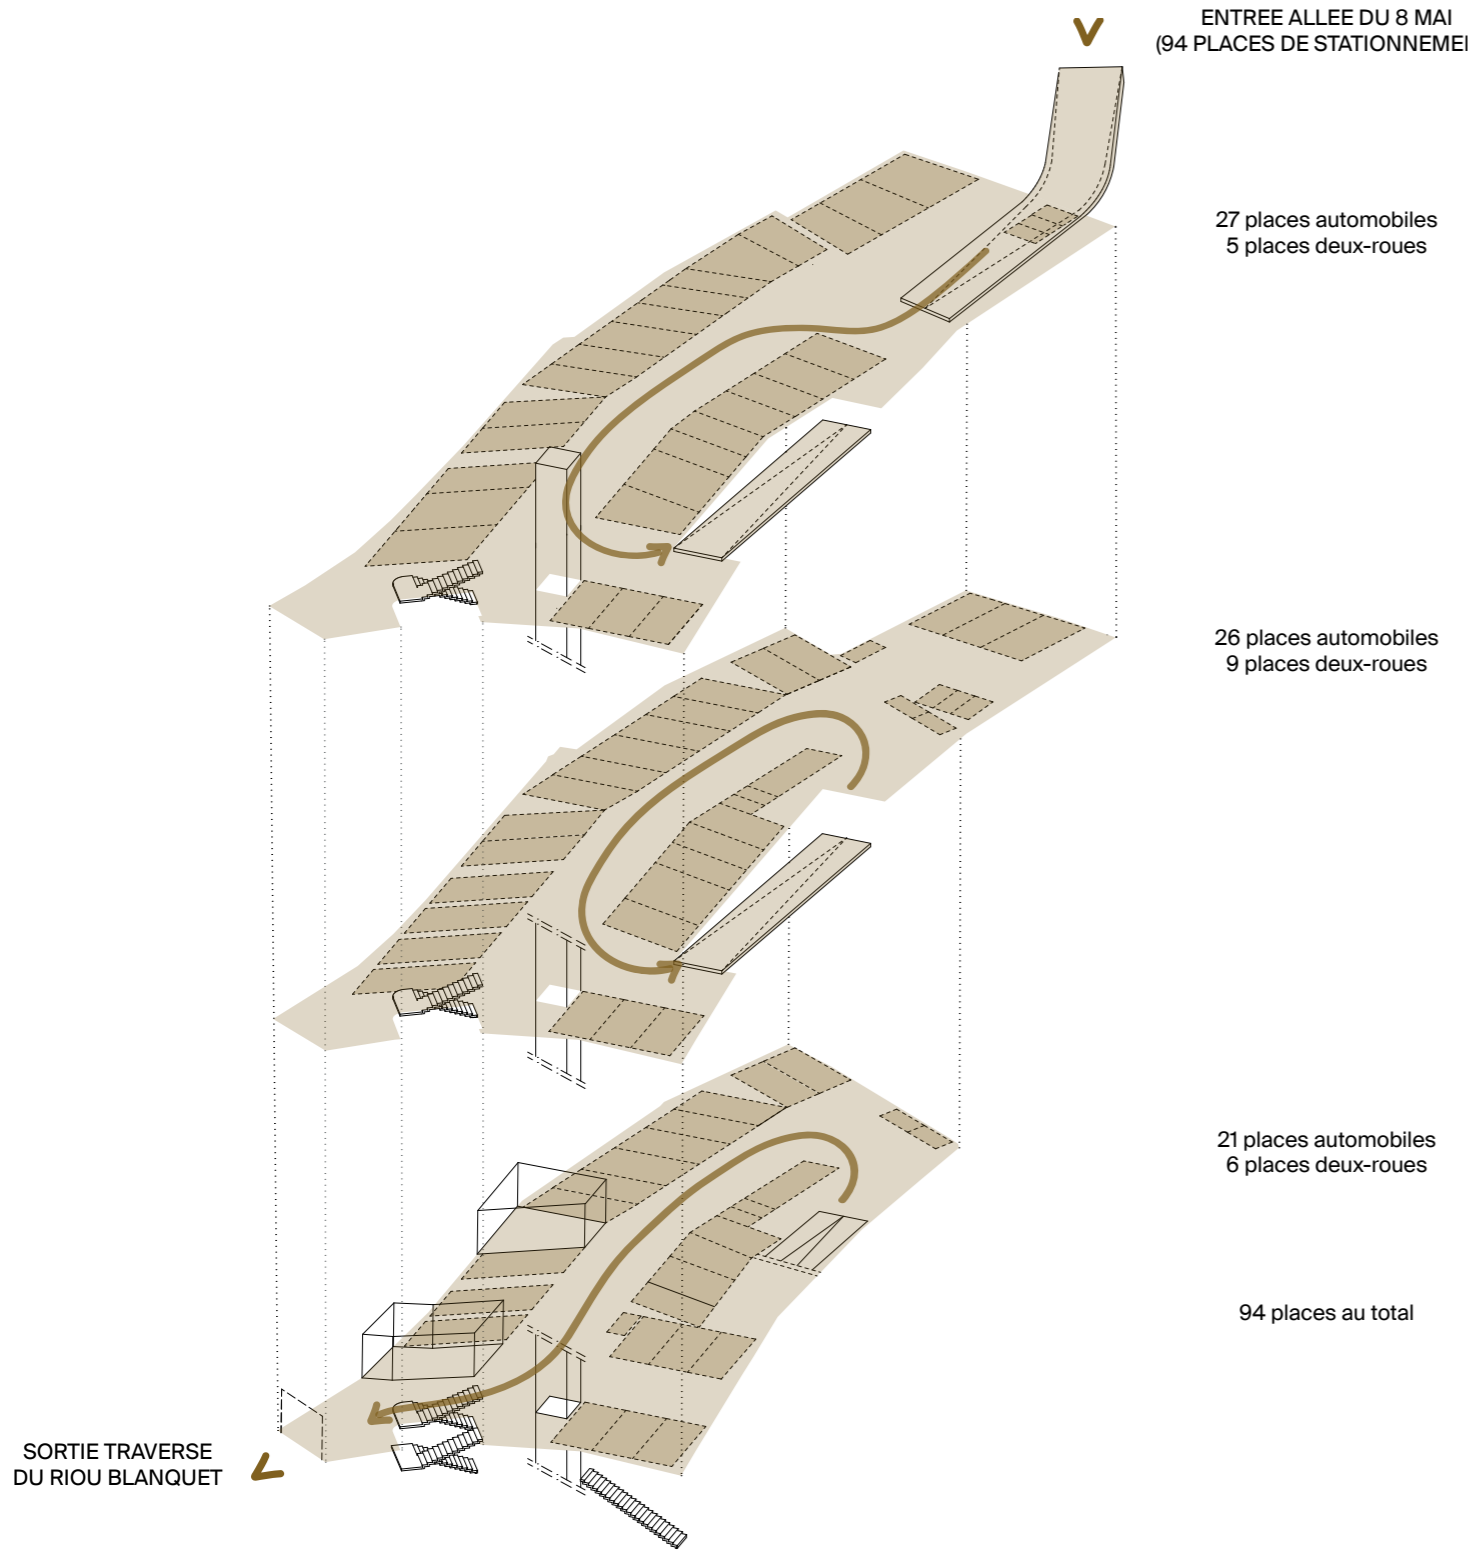 ENTREE ALLEE DU 8 MAI
(94 PLACES DE
27 places automobiles
5 places deux-roues
26 places automobiles
9 places deux-roues
21 places automobiles
6 places deux-roues
94 places au total
SORTIE TRAVERSE
DU RIOU BLANQUET